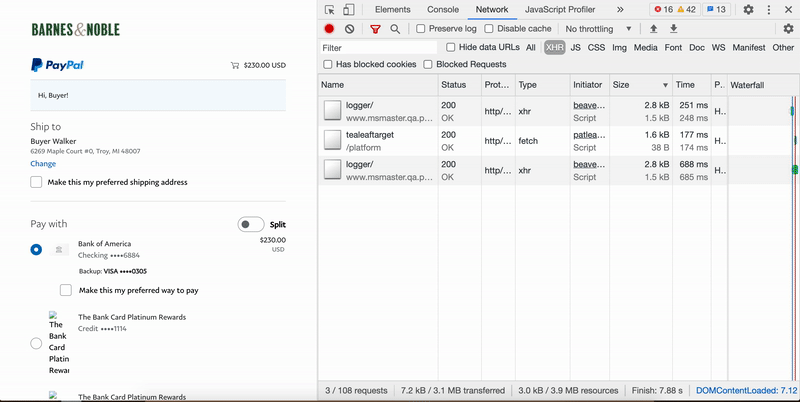 BARNES&NOBLE
PayPal
$230.00 USD
Hi, Buyer!
Ship to
Buyer Walker
6269 Maple Court #0, Troy, MI 48007
Change
Make this my preferred shipping address
Pay with
Split
Bank of America
$230.00
USD
Checking ••••6884
Backup: VISA ••••0305
Make this my preferred way to pay
The Bank Card Platinum Rewards
Credit ••••1114
The
Bank
Card
Platin
Rewar
The Bank Card Platinum Rewards
The
Elements Console Network JavaScript Profiler » 16 42 13
Preserve log Disable cache No throttling
Filter Hide data URLs All XHR JS CSS Img Media Font Doc WS Manifest Other
Has blocked cookies Blocked Requests
Name Status Prot… Type Initiator Size Time P.. Waterfall
logger/ 200 http/… xhr beave… 2.8 kB 251 ms H..
www.msmaster.qa.p… OK Script 1.5 kB 248 ms
tealeaftarget 200 http/… fetch patlea… 1.6 kB 177 ms H..
/platform OK Script 38 B 174 ms
logger/ 200 http/… xhr beave… 2.8 kB 688 ms H..
www.msmaster.qa.p… OK Script 1.5 kB 685 ms
3 / 108 requests 7.2 kB / 3.1 MB transferred 3.0 kB / 3.9 MB resources Finish: 7.88 s DOMContentLoaded: 7.12